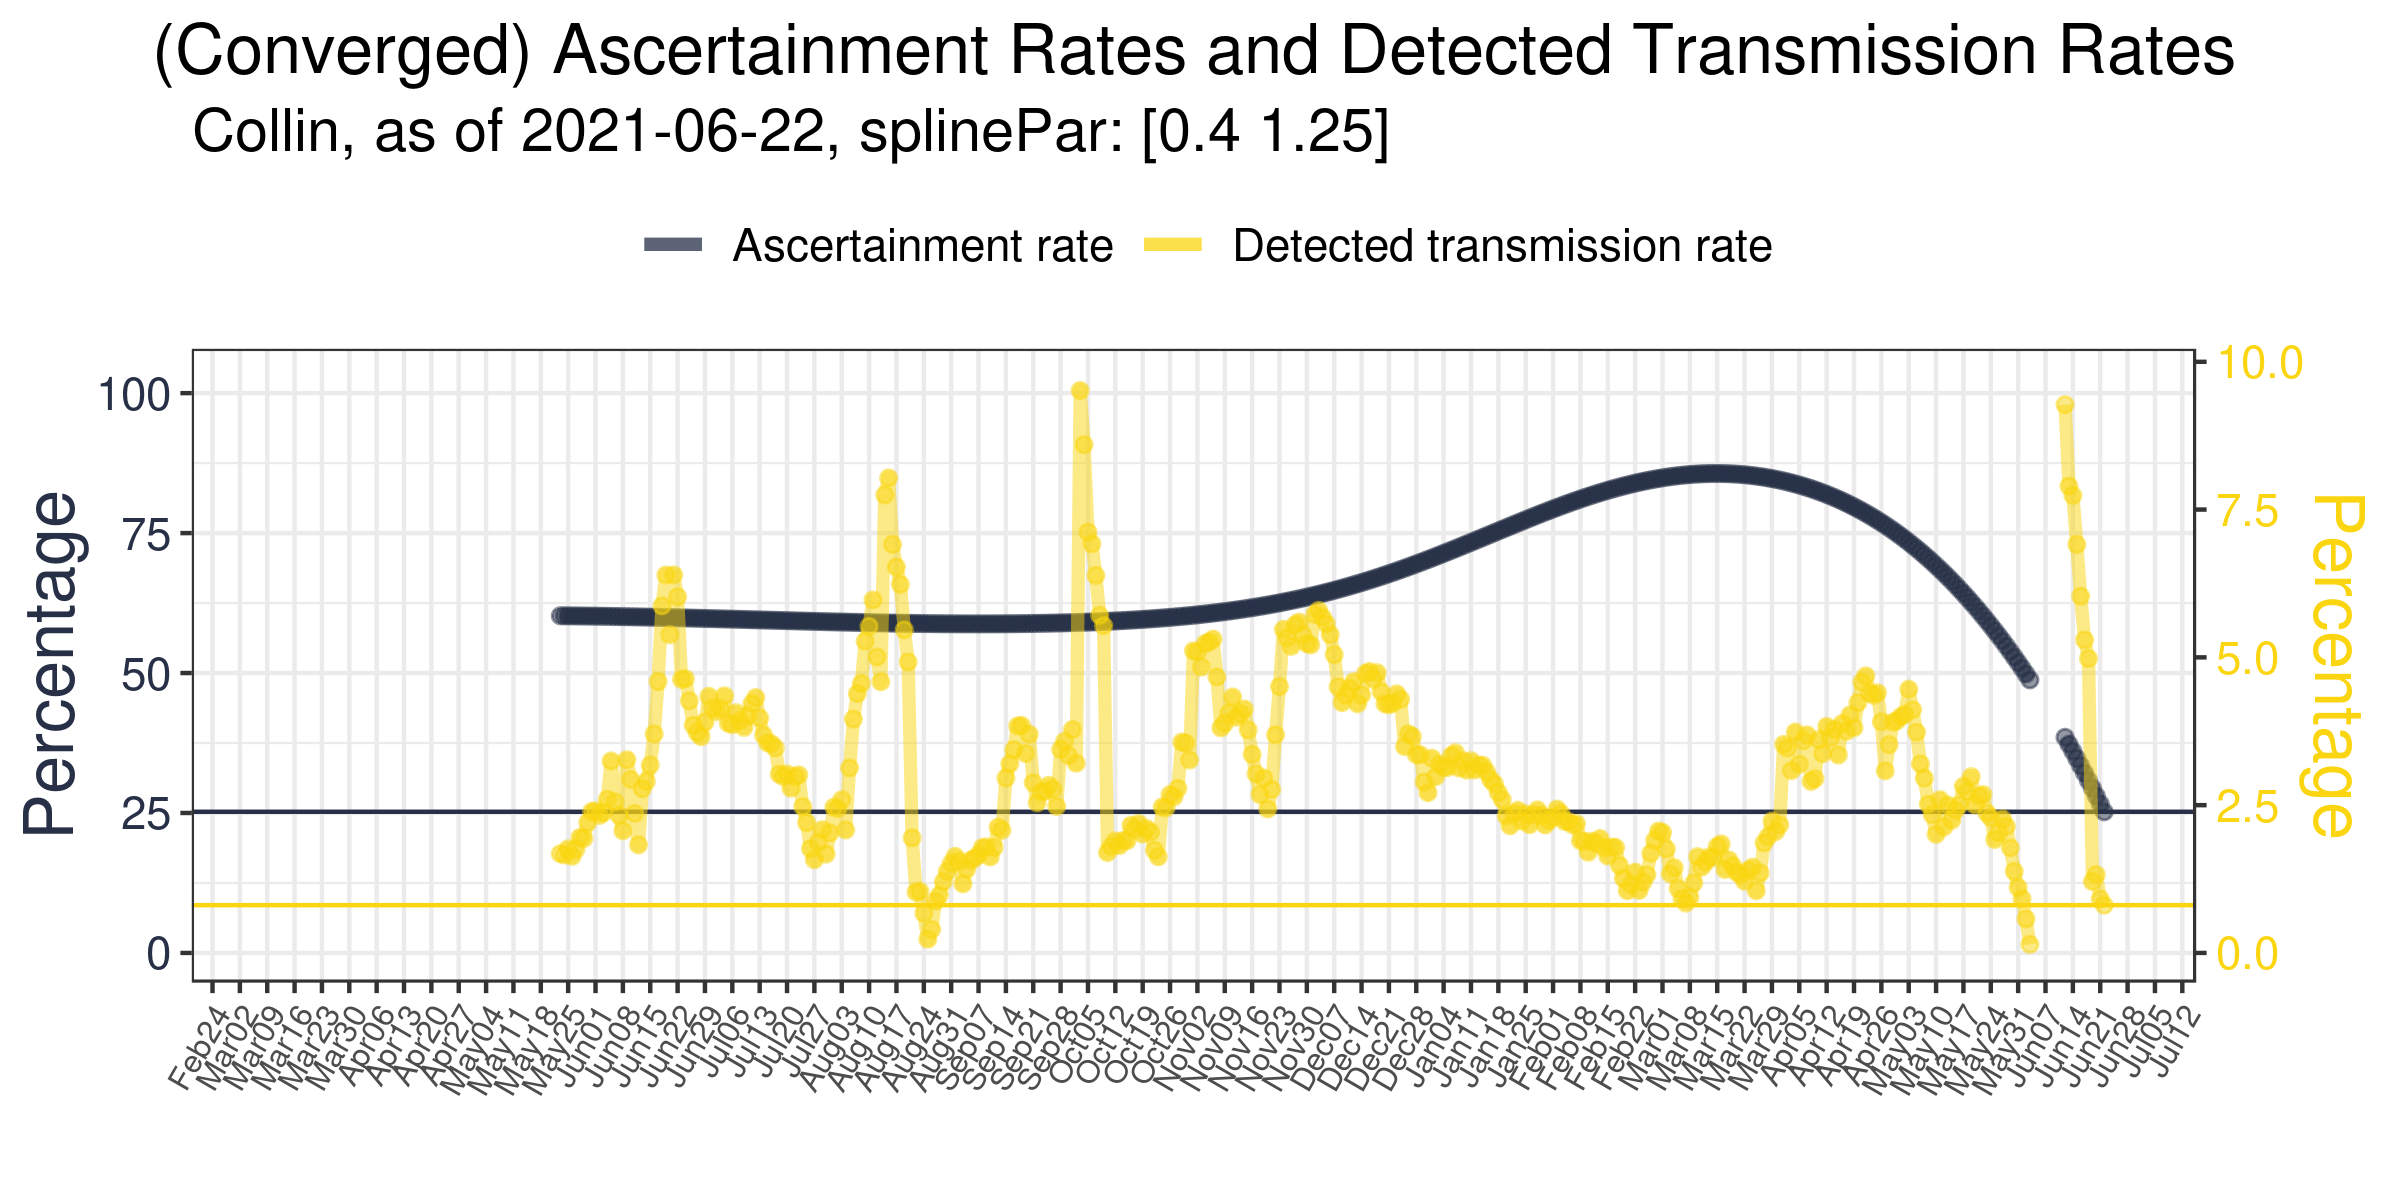 (Converged) Ascertainment Rates and Detected Transmission Rates
Collin, as of 2021-06-22, splinePar: [0.4 1.25]
Ascertainment rate
Detected transmission rate
Percentage
100
75
50
25
0
10.0
7.5
5.0
2.5
0.0
Percentage
Feb24
Mar02
Mar09
Mar16
Mar23
Mar30
Apr06
Apr13
Apr20
Apr27
May04
May11
May18
May25
Jun01
Jun08
Jun15
Jun22
Jun29
Jul06
Jul13
Jul20
Jul27
Aug03
Aug10
Aug17
Aug24
Aug31
Sep07
Sep14
Sep21
Sep28
Oct05
Oct12
Oct19
Oct26
Nov02
Nov09
Nov16
Nov23
Nov30
Dec07
Dec14
Dec21
Dec28
Jan04
Jan11
Jan18
Jan25
Feb01
Feb08
Feb15
Feb22
Mar01
Mar08
Mar15
Mar22
Mar29
Apr05
Apr12
Apr19
Apr26
May03
May10
May17
May24
May31
Jun07
Jun14
Jun21
Jun28
Jul05
Jul12